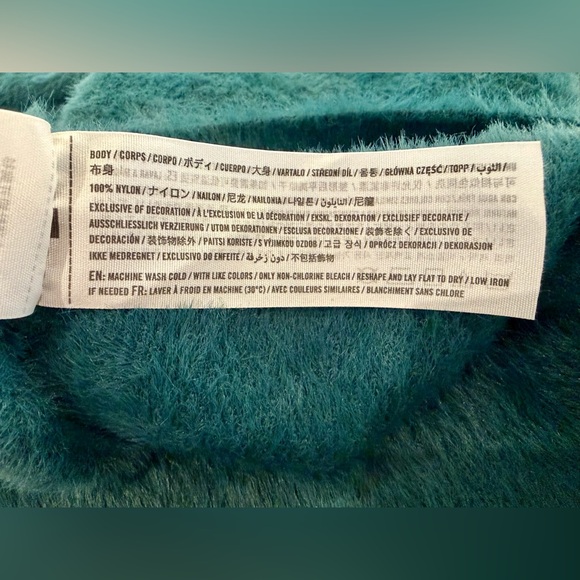 BODY / CORPS / CORPO / ボディ / CUERPO / 大身 / VARTALO / STŘEDNÍ DÍL / 몸통 / GŁÓWNA CZĘŚĆ / TOPP / الثوب /
布身
100% NYLON / ナイロン / NAILON / 尼龙 / NAILONIA / 나일론 / النايلون / 尼龍
EXCLUSIVE OF DECORATION / À L'EXCLUSION DE LA DÉCORATION / EKSKL. DEKORATION / EXCLUSIEF DECORATIE /
AUSSCHLIESSLICH VERZIERUNG / UTOM DEKORATIONEN / ESCLUSA DECORAZIONE / 装飾を除く / EXCLUSIVO DE
DECORACIÓN / 装饰物除外 / PAITSI KORISTE / S VÝJIMKOU OZDOB / 고급 장식 / OPRÓCZ DEKORACJI / DEKORASJON
IKKE MEDREGNET / EXCLUSIVO DO ENFEITE / دون زخرفة / 不包括飾物
EN: MACHINE WASH COLD / WITH LIKE COLORS / ONLY NON-CHLORINE BLEACH / RESHAPE AND LAY FLAT TO DRY / LOW IRON
IF NEEDED FR: LAVER À FROID EN MACHINE (30°C) / AVEC COULEURS SIMILAIRES / BLANCHIMENT SANS CHLORE